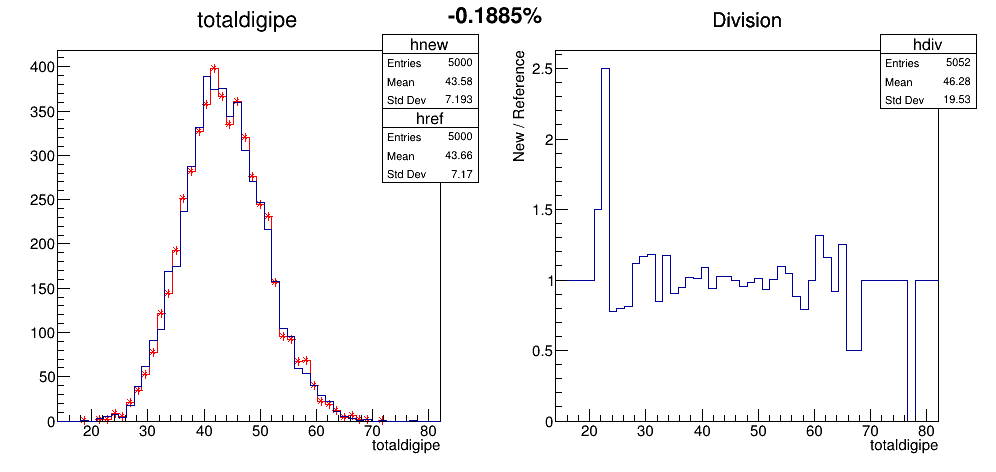 -0.1885%
totaldigipe
hnew
Entries 5000
Mean 43.58
Std Dev 7.193
href
Entries 5000
Mean 43.66
Std Dev 7.17
400
350
300
250
200
150
100
50
0
20 30 40 50 60 70 80
totaldigipe
Division
hdiv
Entries 5052
Mean 46.28
Std Dev 19.53
New / Reference
2.5
2
1.5
1
0.5
0
20 30 40 50 60 70 80
totaldigipe